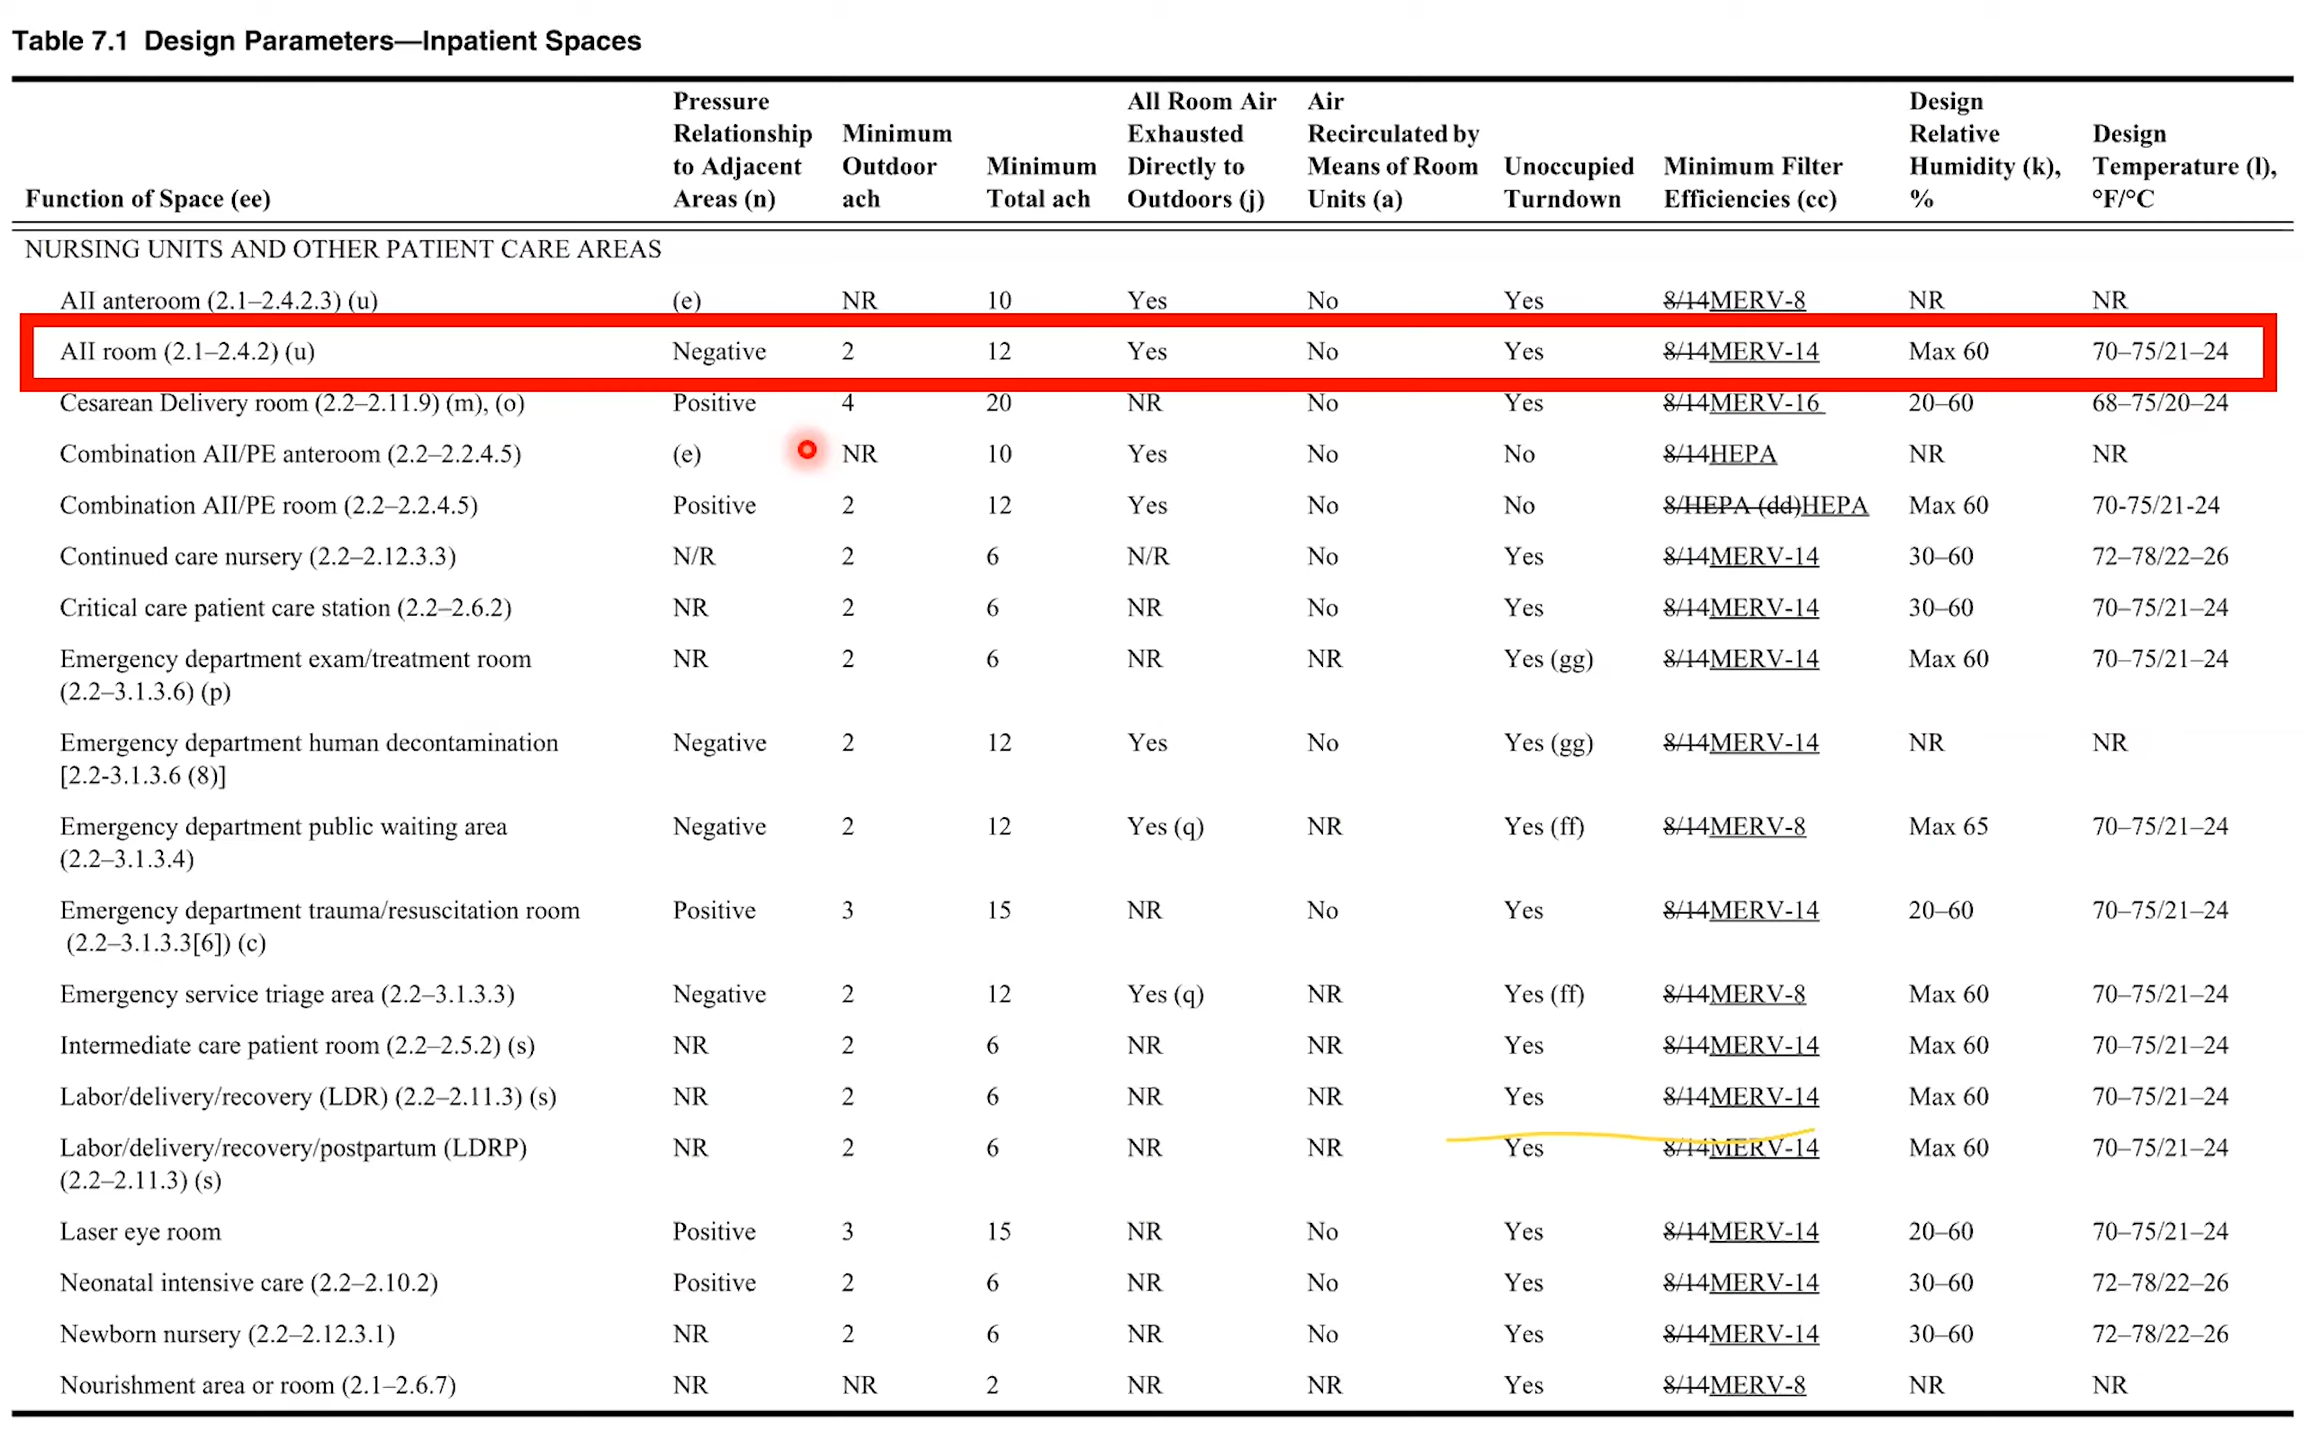 Table 7.1 Design Parameters—Inpatient Spaces
Function of Space (ee) Pressure Relationship to Adjacent Areas (n) Minimum Outdoor ach Minimum Total ach All Room Air Exhausted Directly to Outdoors (j) Air Recirculated by Means of Room Units (a) Unoccupied Turndown Minimum Filter Efficiencies (cc) Design Relative Humidity (k), % Design Temperature (l), °F/°C
NURSING UNITS AND OTHER PATIENT CARE AREAS
AII anteroom (2.1–2.4.2.3) (u) (e) NR 10 Yes No Yes 8/14MERV-8 NR NR
AII room (2.1–2.4.2) (u) Negative 2 12 Yes No Yes 8/14MERV-14 Max 60 70–75/21–24
Cesarean Delivery room (2.2–2.11.9) (m), (o) Positive 4 20 NR No Yes 8/14MERV-16 20–60 68–75/20–24
Combination AII/PE anteroom (2.2–2.2.4.5) (e) NR 10 Yes No No 8/14HEPA NR NR
Combination AII/PE room (2.2–2.2.4.5) Positive 2 12 Yes No No 8/HEPA (dd)HEPA Max 60 70-75/21-24
Continued care nursery (2.2–2.12.3.3) N/R 2 6 N/R No Yes 8/14MERV-14 30–60 72–78/22–26
Critical care patient care station (2.2–2.6.2) NR 2 6 NR No Yes 8/14MERV-14 30–60 70–75/21–24
Emergency department exam/treatment room NR 2 6 NR NR Yes (gg) 8/14MERV-14 Max 60 70–75/21–24
(2.2–3.1.3.6) (p)
Emergency department human decontamination Negative 2 12 Yes No Yes (gg) 8/14MERV-14 NR NR
[2.2-3.1.3.6 (8)]
Emergency department public waiting area Negative 2 12 Yes (q) NR Yes (ff) 8/14MERV-8 Max 65 70–75/21–24
(2.2–3.1.3.4)
Emergency department trauma/resuscitation room Positive 3 15 NR No Yes 8/14MERV-14 20–60 70–75/21–24
(2.2–3.1.3.3[6]) (c)
Emergency service triage area (2.2–3.1.3.3) Negative 2 12 Yes (q) NR Yes (ff) 8/14MERV-8 Max 60 70–75/21–24
Intermediate care patient room (2.2–2.5.2) (s) NR 2 6 NR NR Yes 8/14MERV-14 Max 60 70–75/21–24
Labor/delivery/recovery (LDR) (2.2–2.11.3) (s) NR 2 6 NR NR Yes 8/14MERV-14 Max 60 70–75/21–24
Labor/delivery/recovery/postpartum (LDRP) NR 2 6 NR NR Yes 8/14MERV-14 Max 60 70–75/21–24
(2.2–2.11.3) (s)
Laser eye room Positive 3 15 NR No Yes 8/14MERV-14 20–60 70–75/21–24
Neonatal intensive care (2.2–2.10.2) Positive 2 6 NR No Yes 8/14MERV-14 30–60 72–78/22–26
Newborn nursery (2.2–2.12.3.1) NR 2 6 NR No Yes 8/14MERV-14 30–60 72–78/22–26
Nourishment area or room (2.1–2.6.7) NR NR 2 NR NR Yes 8/14MERV-8 NR NR